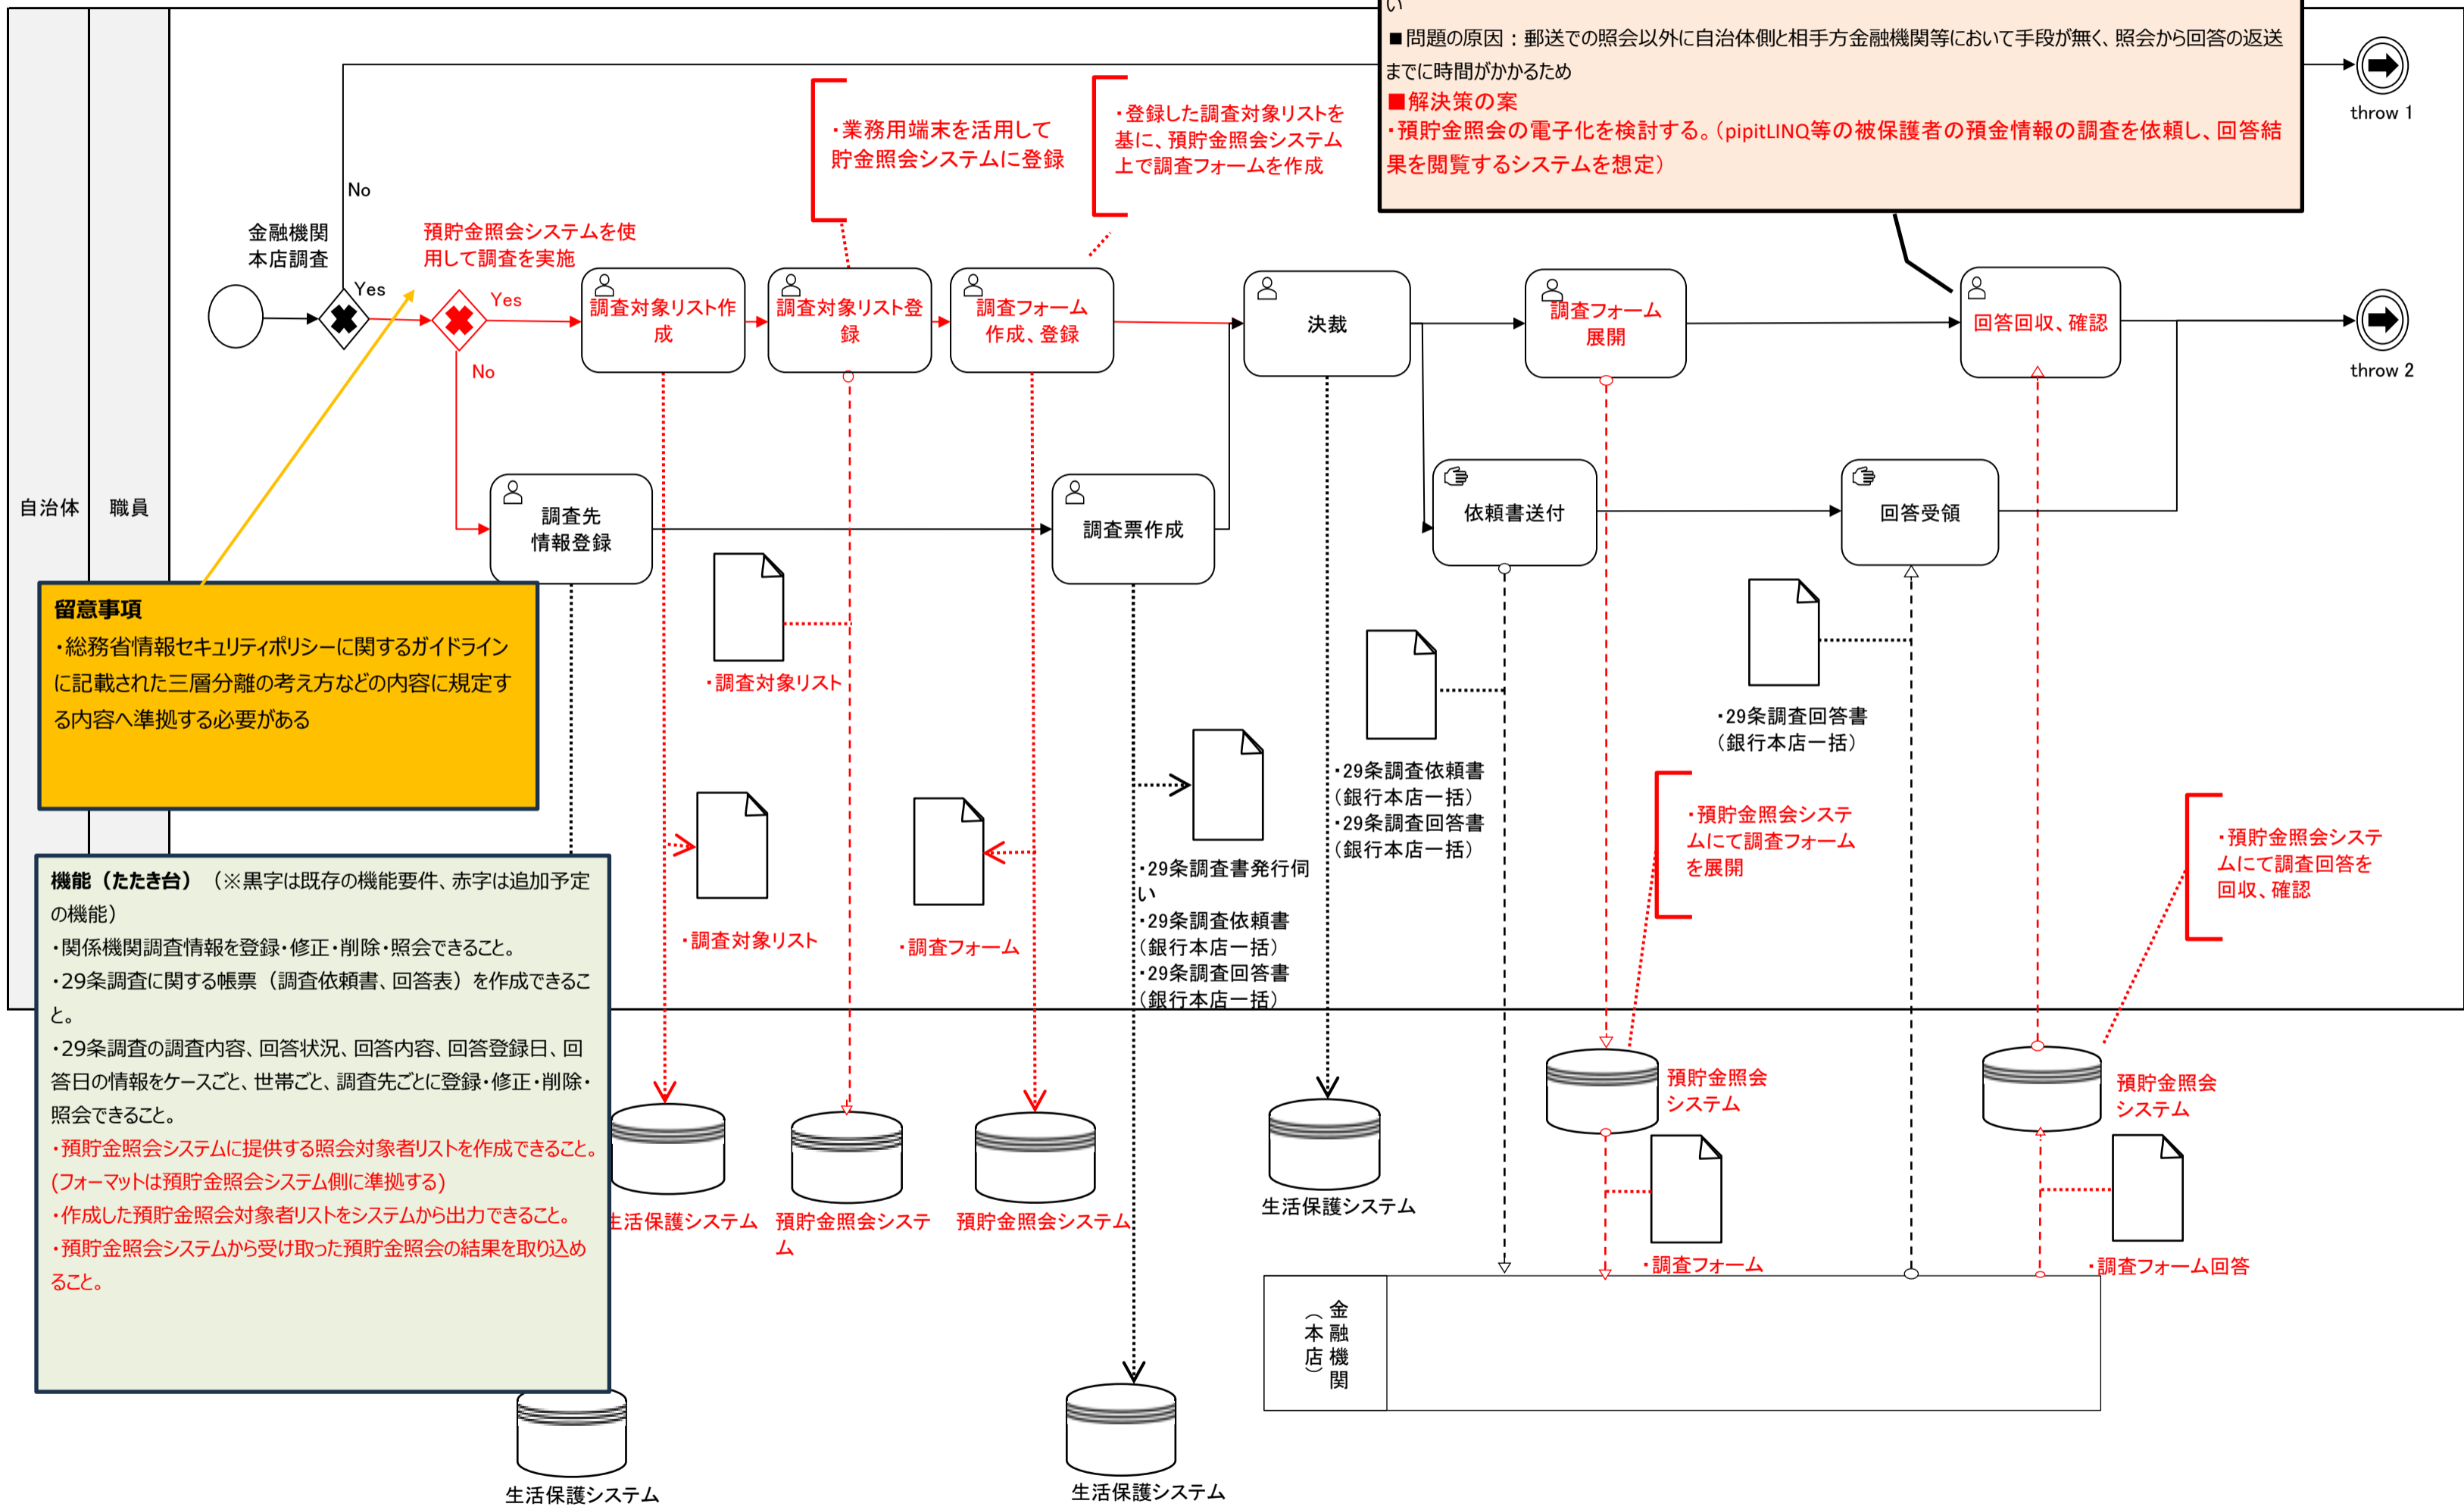 い
■問題の原因：郵送での照会以外に自治体側と相手方金融機関等において手段が無く、照会から回答の返送
までに時間がかかるため
■解決策の案
・預貯金照会の電子化を検討する。（pipitLINQ等の被保護者の預金情報の調査を依頼し、回答結
果を閲覧するシステムを想定）
throw 1
・業務用端末を活用して
貯金照会システムに登録
・登録した調査対象リストを
基に、預貯金照会システム
上で調査フォームを作成
No
金融機関
本店調査
預貯金照会システムを使
用して調査を実施
Yes
Yes
No
調査対象リスト作
成
調査対象リスト登
録
調査フォーム
作成、登録
決裁
調査フォーム
展開
回答回収、確認
throw 2
自治体
職員
調査先
情報登録
調査票作成
依頼書送付
回答受領
留意事項
・総務省情報セキュリティポリシーに関するガイドライン
に記載された三層分離の考え方などの内容に規定す
る内容へ準拠する必要がある
・調査対象リスト
・29条調査回答書
（銀行本店一括）
・29条調査依頼書
（銀行本店一括）
・29条調査回答書
（銀行本店一括）
・預貯金照会システ
ムにて調査フォーム
を展開
・預貯金照会システ
ムにて調査回答を
回収、確認
・調査対象リスト
・調査フォーム
・29条調査書発行伺
い
・29条調査依頼書
（銀行本店一括）
・29条調査回答書
（銀行本店一括）
機能（たたき台）（※黒字は既存の機能要件、赤字は追加予定
の機能）
・関係機関調査情報を登録・修正・削除・照会できること。
・29条調査に関する帳票（調査依頼書、回答表）を作成できるこ
と。
・29条調査の調査内容、回答状況、回答内容、回答登録日、回
答日の情報をケースごと、世帯ごと、調査先ごとに登録・修正・削除・
照会できること。
・預貯金照会システムに提供する照会対象者リストを作成できること。
(フォーマットは預貯金照会システム側に準拠する)
・作成した預貯金照会対象者リストをシステムから出力できること。
・預貯金照会システムから受け取った預貯金照会の結果を取り込め
ること。
生活保護システム
預貯金照会システ
ム
預貯金照会システム
生活保護システム
預貯金照会
システム
預貯金照会
システム
・調査フォーム
・調査フォーム回答
金融機関
（本店）
生活保護システム
生活保護システム